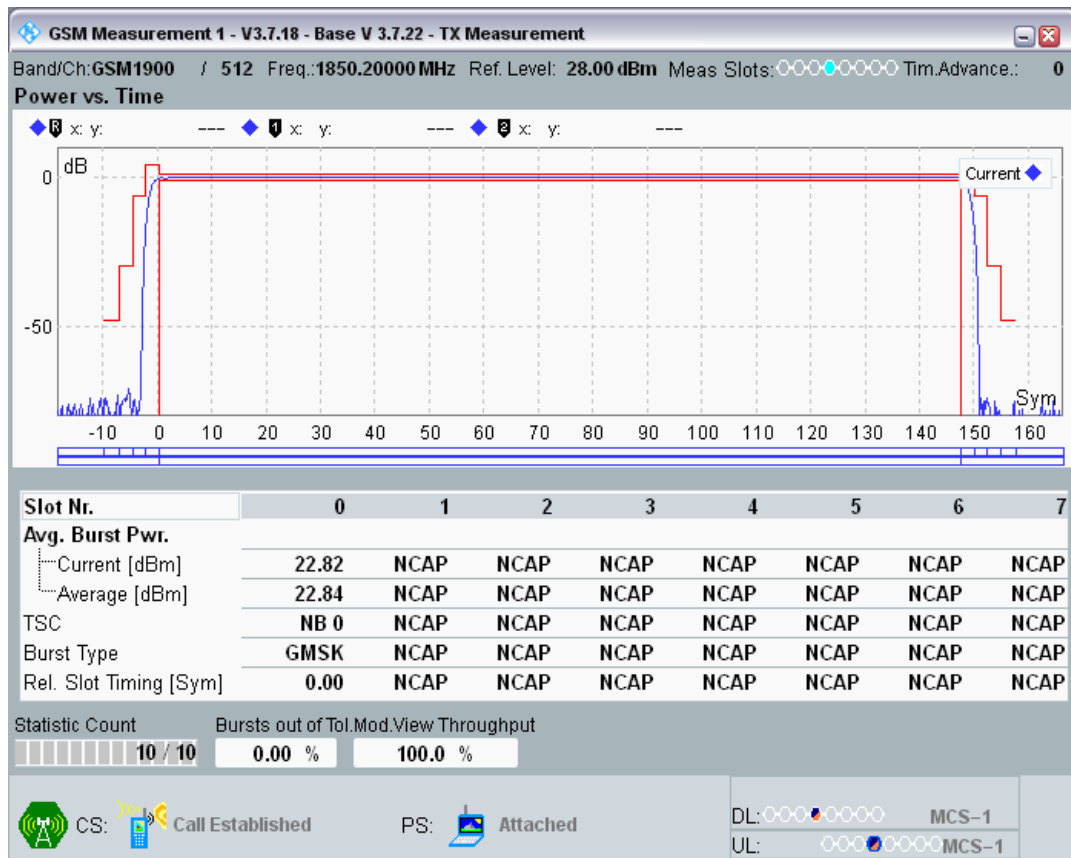 GSM Measurement 1 - V3.7.18 - Base V 3.7.22 - TX Measurement
Band/Ch:GSM1900 / 512 Freq.:1850.20000 MHz Ref. Level: 28.00 dBm Meas Slots: Tim.Advance.: 0
Power vs. Time
R x: y: --- 1 x: y: --- 2 x: y: ---
dB
Current
0
-50
Sym
-10 0 10 20 30 40 50 60 70 80 90 100 110 120 130 140 150 160
Slot Nr. 0 1 2 3 4 5 6 7
Avg. Burst Pwr.
Current [dBm] 22.82 NCAP NCAP NCAP NCAP NCAP NCAP NCAP
Average [dBm] 22.84 NCAP NCAP NCAP NCAP NCAP NCAP NCAP
TSC NB 0 NCAP NCAP NCAP NCAP NCAP NCAP NCAP
Burst Type GMSK NCAP NCAP NCAP NCAP NCAP NCAP NCAP
Rel. Slot Timing [Sym] 0.00 NCAP NCAP NCAP NCAP NCAP NCAP NCAP
Statistic Count Bursts out of Tol.Mod.View Throughput
10 / 10 0.00 % 100.0 %
CS: Call Established PS: Attached
DL: MCS-1
UL: MCS-1